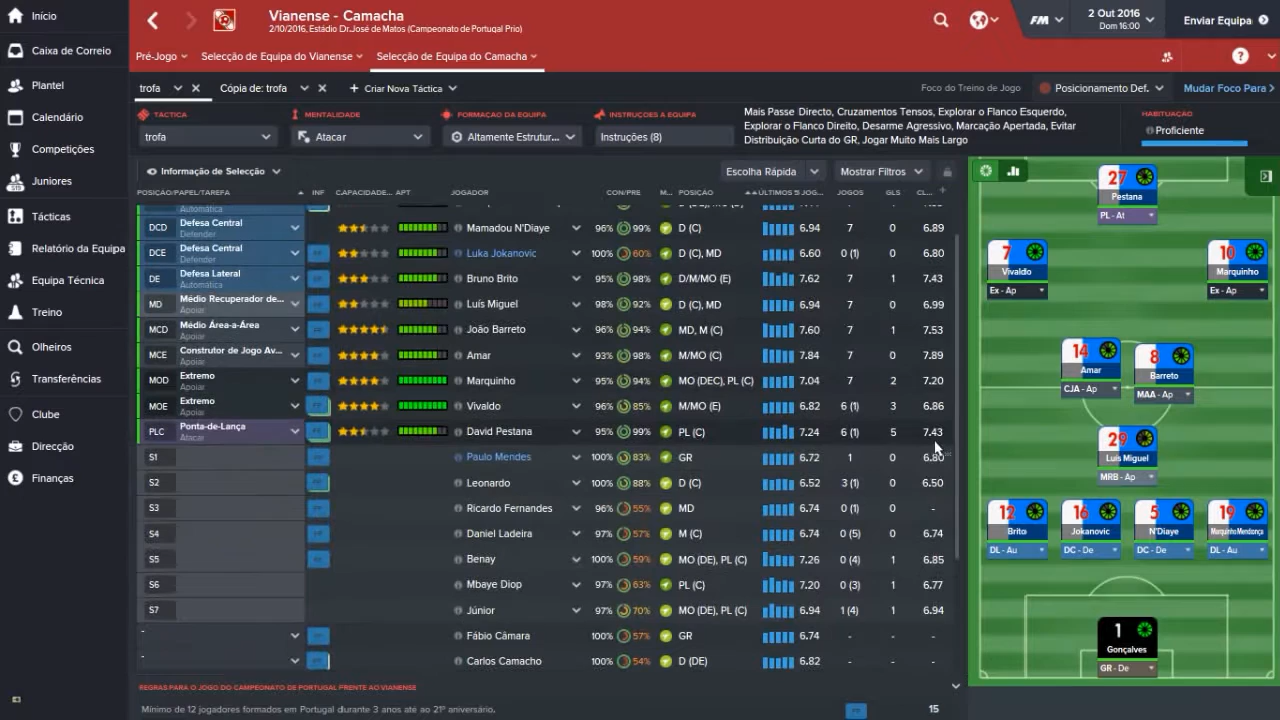 Início
Caixa de Correio
Plantel
Calendário
Competições
Juniores
Tácticas
Relatório da Equipa
Equipa Técnica
Treino
Olheiros
Transferências
Clube
Direcção
Finanças
Vianense - Camacha
2/10/2016, Estádio Dr.José de Matos (Campeonato de Portugal Prio)
FM
2 Out 2016
Dom 16:00
Enviar Equipa
Pré-Jogo
Selecção de Equipa do Vianense
Selecção de Equipa do Camacha
?
trofa
Cópia de: trofa
+ Criar Nova Táctica
Foco do Treino de Jogo
Posicionamento Def.
Mudar Foco Para
TÁCTICA
trofa
MENTALIDADE
Atacar
FORMAÇÃO DA EQUIPA
Altamente Estrutur...
INSTRUÇÕES A EQUIPA
Instruções (8)
Mais Passe Directo, Cruzamentos Tensos, Explorar o Flanco Esquerdo,
Explorar o Flanco Direito, Desarme Agressivo, Marcação Apertada, Evitar
Distribuição Curta do GR, Jogar Muito Mais Largo
HABITUAÇÃO
Proficiente
Informação de Selecção
Escolha Rápida
Mostrar Filtros
POSIÇÃO/PAPEL/TAREFA INF CAPACIDADE... APT JOGADOR CON/PRE M... POSIÇÃO ÚLTIMOS 5 JOG... JOGOS GLS CL...
Automática
DCD Defesa Central Defender Mamadou N'Diaye 96% 99% D (C) 6.94 7 0 6.89
DCE Defesa Central Defender Luka Jokanovic 100% 60% D (C), MD 6.60 0 (1) 0 6.80
DE Defesa Lateral Automática Bruno Brito 96% 98% D/M/MO (E) 7.62 7 1 7.43
MD Médio Recuperador de... Apoiar Luís Miguel 98% 92% D (C), MD 6.94 7 0 6.99
MCD Médio Área-a-Área Apoiar João Barreto 96% 94% MD, M (C) 7.60 7 1 7.53
MCE Construtor de Jogo Av... Apoiar Amar 93% 98% M/MO (C) 7.84 7 0 7.89
MOD Extremo Apoiar Marquinho 95% 94% MO (DEC), PL (C) 7.04 7 2 7.20
MOE Extremo Apoiar Vivaldo 96% 85% M/MO (E) 6.82 6 (1) 3 6.86
PLC Ponta-de-Lança Atacar David Pestana 95% 99% PL (C) 7.24 6 (1) 5 7.43
S1 Paulo Mendes 100% 83% GR 6.72 1 0 6.80
S2 Leonardo 100% 88% D (C) 6.52 3 (1) 0 6.50
S3 Ricardo Fernandes 96% 55% MD 6.74 0 (1) 0 -
S4 Daniel Ladeira 97% 57% M (C) 6.74 0 (5) 0 6.74
S5 Benay 100% 59% MO (DE), PL (C) 7.26 0 (4) 1 6.85
S6 Mbaye Diop 97% 63% PL (C) 7.20 0 (3) 1 6.77
S7 Júnior 97% 70% MO (DE), PL (C) 6.94 1 (4) 1 6.94
- Fábio Câmara 100% 57% GR 6.74 - - -
- Carlos Camacho 100% 54% D (DE) 6.82 - - -
REGRAS PARA O JOGO DO CAMPEONATO DE PORTUGAL FRENTE AO VIANENSE
Mínimo de 12 jogadores formados em Portugal durante 3 anos até ao 21º aniversário.
15
27
Pestana
PL - At
7
Vivaldo
Ex - Ap
10
Marquinho
Ex - Ap
14
Amar
CJA - Ap
8
Barreto
MAA - Ap
29
Luís Miguel
MRB - Ap
12
Brito
DL - Au
16
Jokanovic
DC - De
5
N'Diaye
DC - De
19
Marquinho Mendonça
DL - Au
1
Gonçalves
GR - De